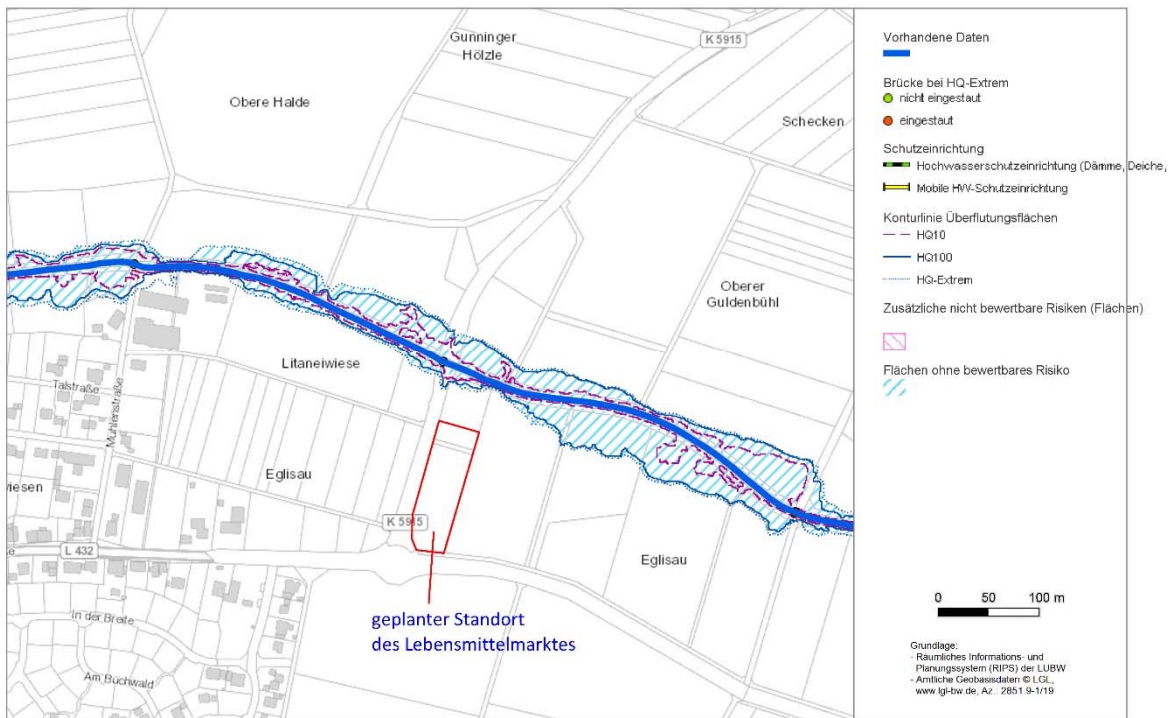 Gunninger
Hölzle
K 5915
Obere Halde
Schecken
Oberer
Guldenbühl
Litaneiwiese
Talstraße
Mühlenstraße
Eglisau
wiesen
K 5915
L 432
Eglisau
In der Breite
Am Buchwald
geplanter Standort
des Lebensmittelmarktes
Vorhandene Daten
Brücke bei HQ-Extrem
nicht eingestaut
eingestaut
Schutzeinrichtung
Hochwasserschutzeinrichtung (Dämme, Deiche,
Mobile HW-Schutzeinrichtung
Konturlinie Überflutungsflächen
HQ10
HQ100
HQ-Extrem
Zusätzliche nicht bewertbare Risiken (Flächen)
Flächen ohne bewertbares Risiko
0 50 100 m
Grundlage:
- Räumliches Informations- und
Planungssystem (RIPS) der LUBW
- Amtliche Geobasisdaten © LGL,
www.lgl-bw.de, Az.: 2851.9-1/19